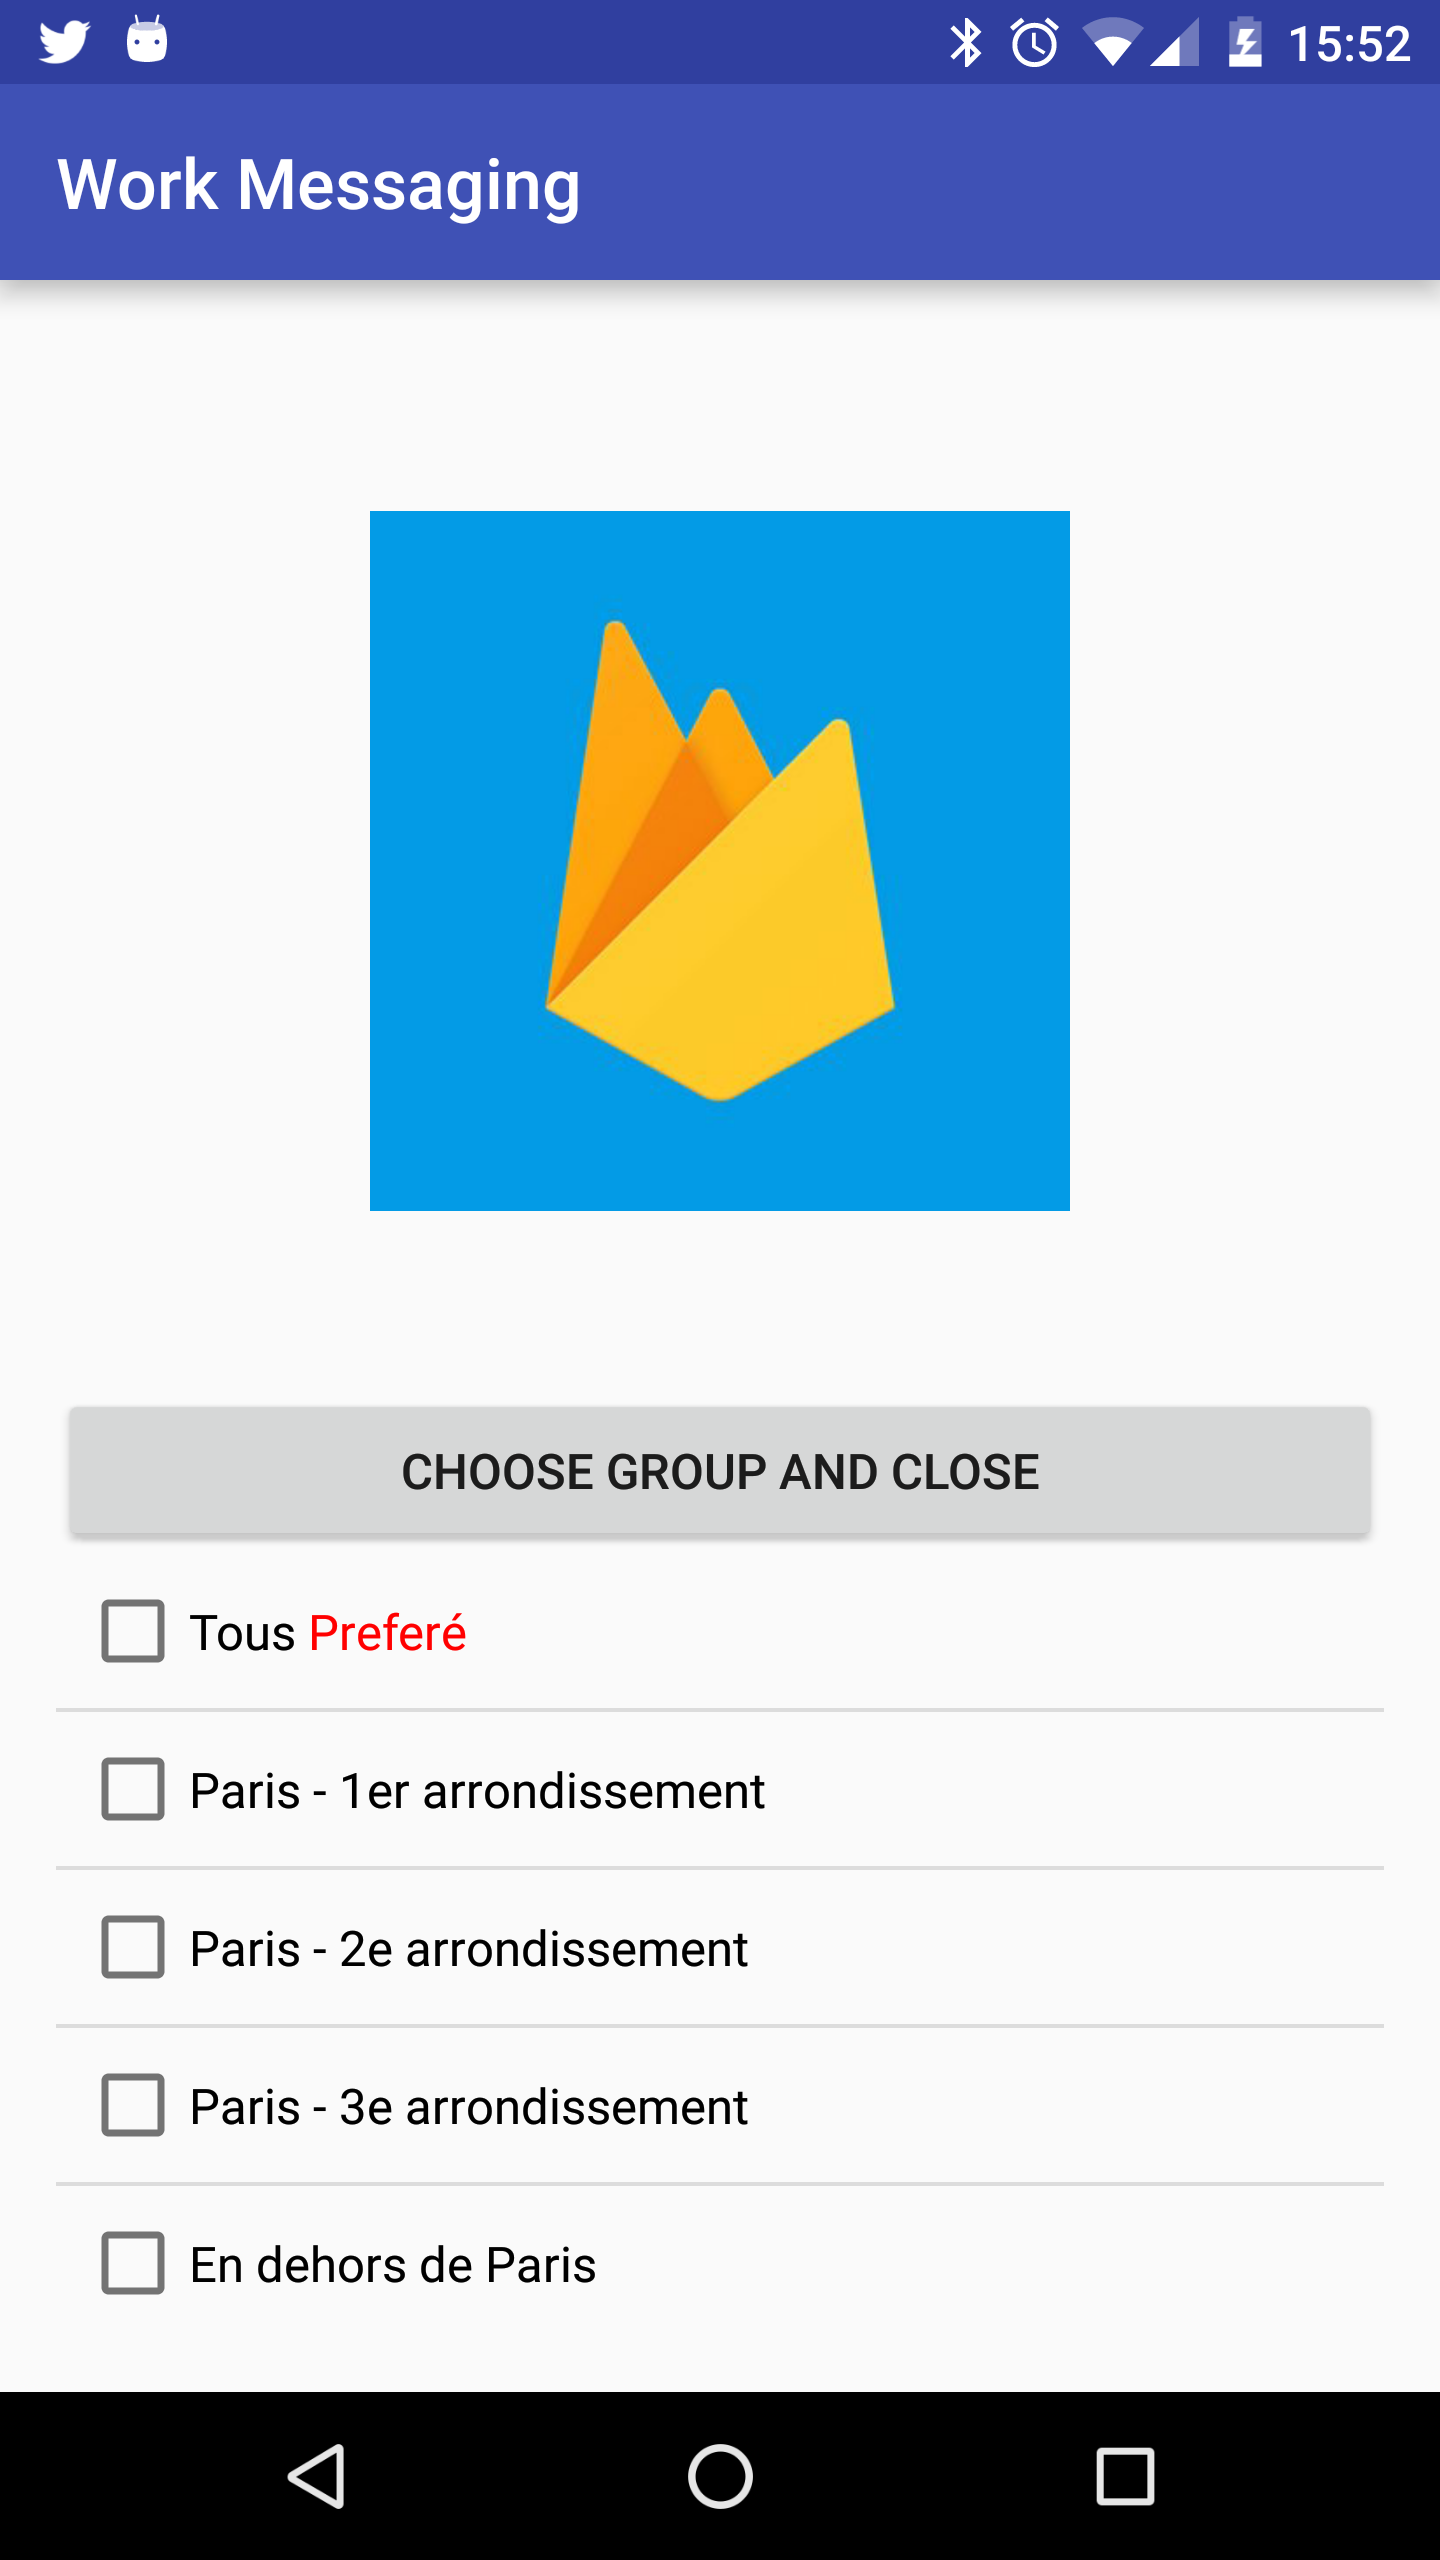 15:52
Work Messaging
CHOOSE GROUP AND CLOSE
Tous Preferé
Paris - 1er arrondissement
Paris - 2e arrondissement
Paris - 3e arrondissement
En dehors de Paris